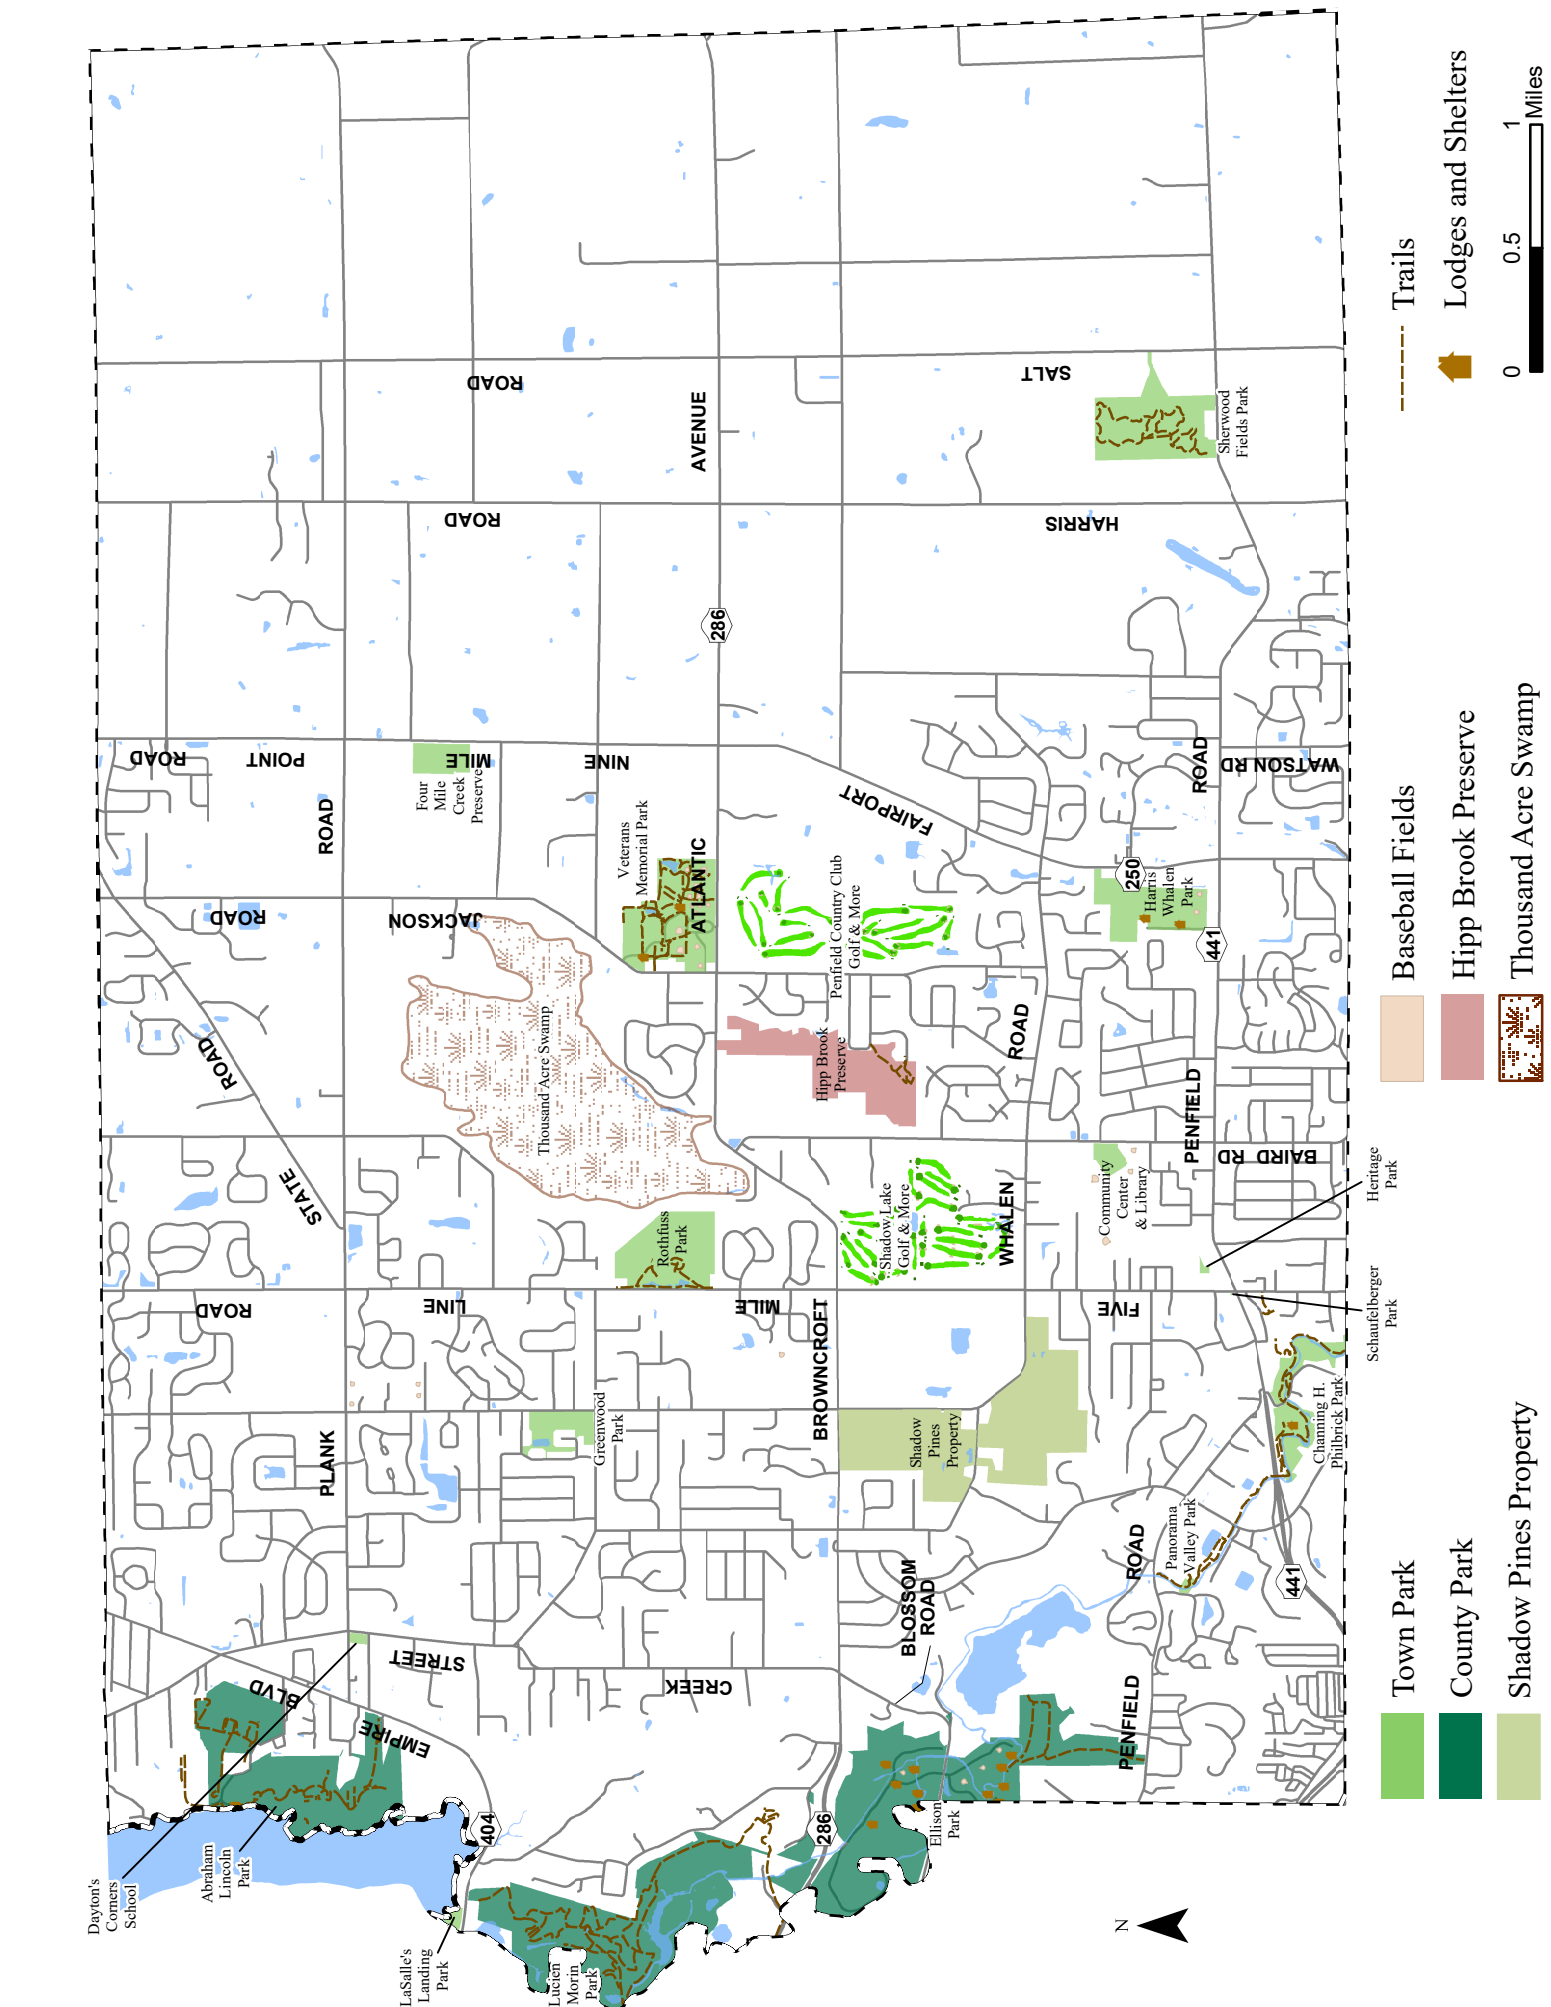 Dayton's
Corners
School
Abraham
Lincoln
Park
LaSalle's
Landing
Park
Lucien
Morin
Park
Ellison
Park
EMPIRE
BLVD
404
286
STREET
CREEK
BLOSSOM
ROAD
PENFIELD
ROAD
441
Panorama
Valley Park
Channing H.
Philbrick Park
Schaufelberger
Park
Heritage
Park
PLANK
ROAD
Greenwood
Park
BROWNCROFT
Shadow
Pines
Property
FIVE
MILE
LINE
ROAD
Rothfuss
Park
Shadow Lake
Golf & More
WHALEN
ROAD
Community
Center
& Library
BAIRD RD
PENFIELD
ROAD
STATE
ROAD
Thousand Acre Swamp
Hipp Brook
Preserve
Penfield Country Club
Golf & More
JACKSON
ROAD
Veterans
Memorial Park
ATLANTIC
AVENUE
286
Harris
Whalen
Park
250
441
FAIRPORT
NINE
MILE
POINT
ROAD
WATSON RD
Four
Mile
Creek
Preserve
HARRIS
ROAD
SALT
ROAD
Sherwood
Fields Park
N
Town Park
County Park
Shadow Pines Property
Baseball Fields
Hipp Brook Preserve
Thousand Acre Swamp
Trails
Lodges and Shelters
0 0.5 1
Miles